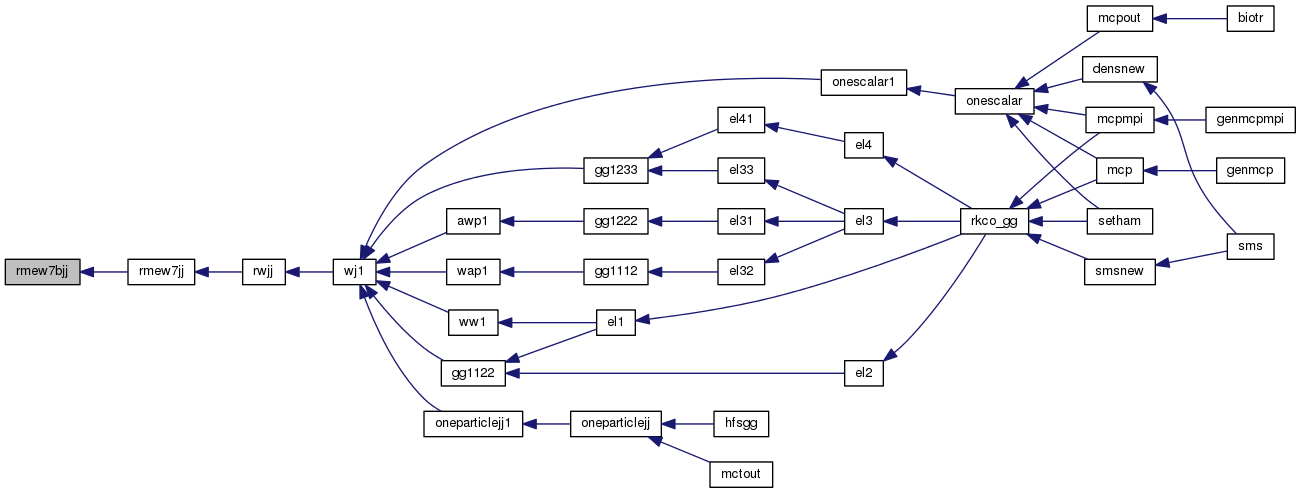 mcpout
biotr
densnew
onescalar1
onescalar
el41
mcpmpi
genmcpmpi
el4
gg1233
el33
mcp
genmcp
awp1
gg1222
el31
el3
rkco_gg
setham
sms
rmew7bjj
rmew7jj
rwjj
wj1
wap1
gg1112
el32
smsnew
ww1
el1
gg1122
el2
oneparticlejj1
oneparticlejj
hfsgg
mctout